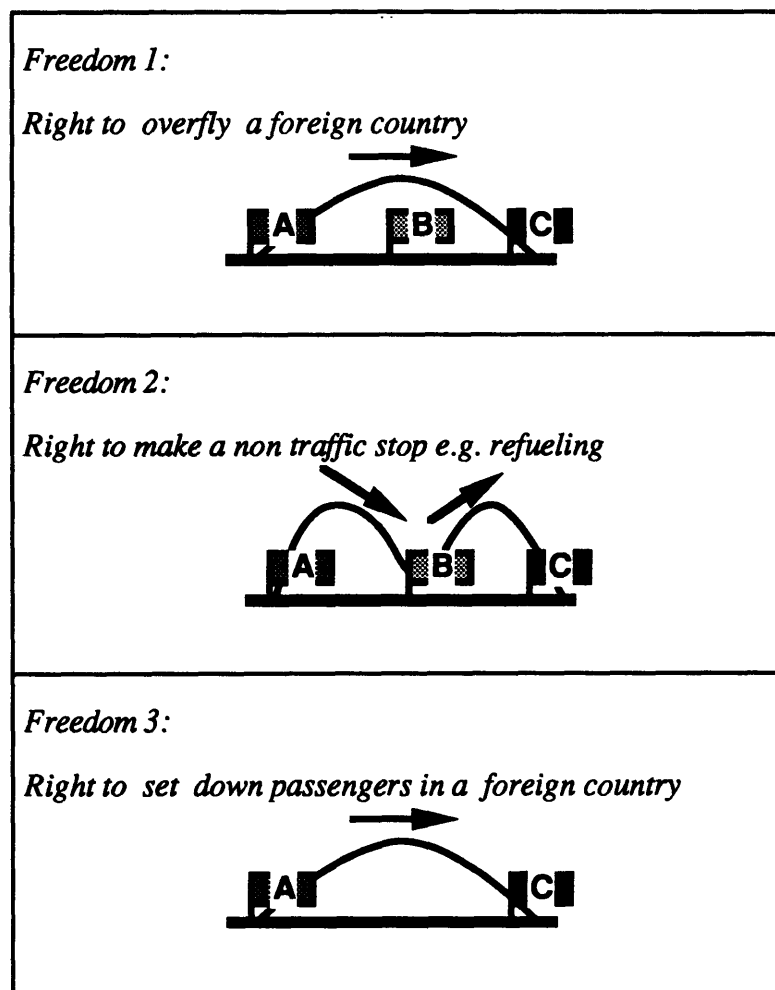 Freedom 1:
Right to overfly a foreign country
A B C
Freedom 2:
Right to make a non traffic stop e.g. refueling
A B C
Freedom 3:
Right to set down passengers in a foreign country
A C